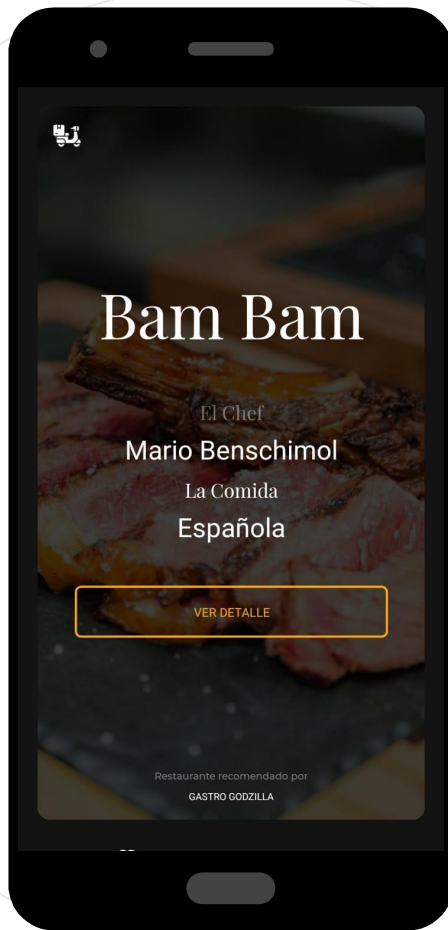 Bam Bam
El Chef
Mario Benschimol
La Comida
Española
VER DETALLE
Restaurante recomendado por
GASTRO GODZILLA